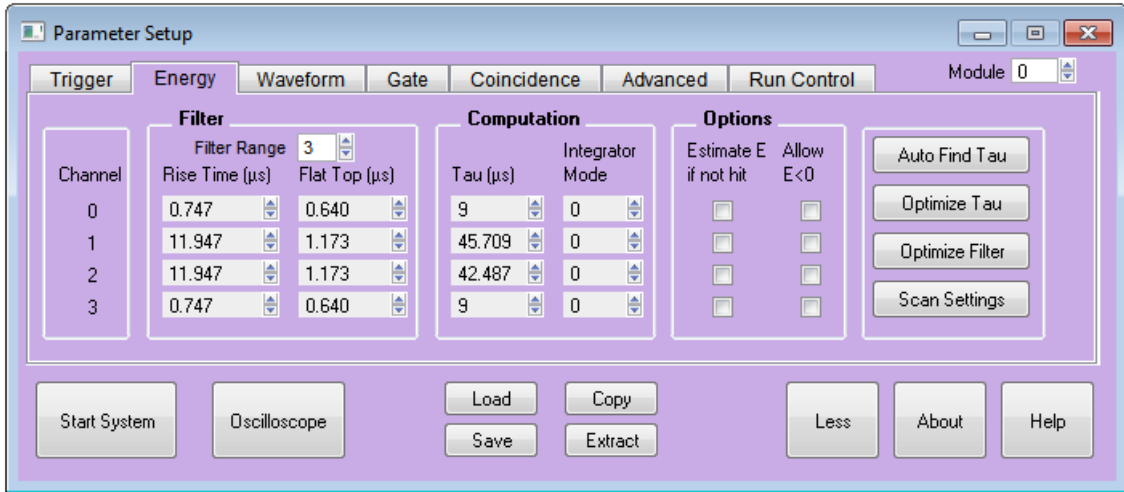 Parameter Setup
Trigger Energy Waveform Gate Coincidence Advanced Run Control Module 0
Filter Computation Options
Filter Range 3 Integrator Estimate E Allow
Channel Rise Time (µs) Flat Top (µs) Tau (µs) Mode if not hit E<0
0 0.747 0.640 9 0
1 11.947 1.173 45.709 0
2 11.947 1.173 42.487 0
3 0.747 0.640 9 0
Auto Find Tau
Optimize Tau
Optimize Filter
Scan Settings
Start System Oscilloscope Load Copy Less About Help
Save Extract